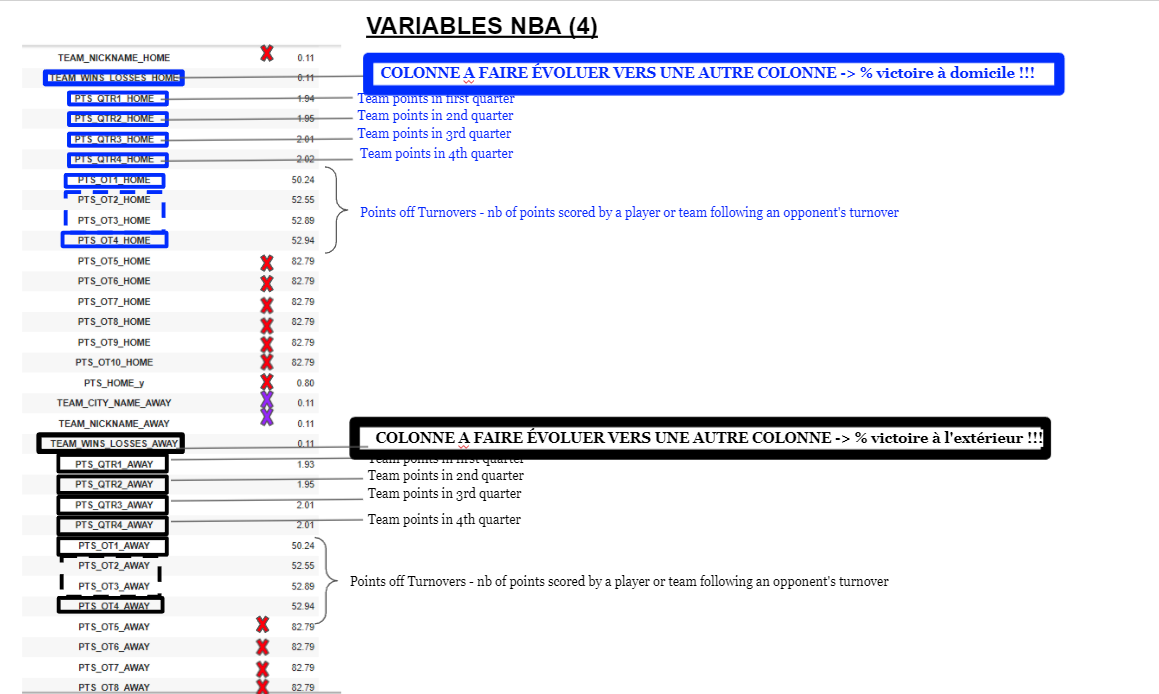 VARIABLES NBA (4)
TEAM_NICKNAME_HOME 0.11
TEAM_WINS_LOSSES_HOME 0.11 COLONNE A FAIRE ÉVOLUER VERS UNE AUTRE COLONNE -> % victoire à domicile !!!
PTS_QTR1_HOME 1.94 Team points in first quarter
PTS_QTR2_HOME 1.95 Team points in 2nd quarter
PTS_QTR3_HOME 2.01 Team points in 3rd quarter
PTS_QTR4_HOME 2.02 Team points in 4th quarter
PTS_OT1_HOME 50.24
PTS_OT2_HOME 52.55
Points off Turnovers - nb of points scored by a player or team following an opponent's turnover
PTS_OT3_HOME 52.89
PTS_OT4_HOME 52.94
PTS_OT5_HOME 82.79
PTS_OT6_HOME 82.79
PTS_OT7_HOME 82.79
PTS_OT8_HOME 82.79
PTS_OT9_HOME 82.79
PTS_OT10_HOME 82.79
PTS_HOME_y 0.80
TEAM_CITY_NAME_AWAY 0.11
TEAM_NICKNAME_AWAY 0.11
TEAM_WINS_LOSSES_AWAY 0.11 COLONNE A FAIRE ÉVOLUER VERS UNE AUTRE COLONNE -> % victoire à l'extérieur !!!
PTS_QTR1_AWAY 1.93 Team points in first quarter
PTS_QTR2_AWAY 1.95 Team points in 2nd quarter
PTS_QTR3_AWAY 2.01 Team points in 3rd quarter
PTS_QTR4_AWAY 2.01 Team points in 4th quarter
PTS_OT1_AWAY 50.24
PTS_OT2_AWAY 52.55
Points off Turnovers - nb of points scored by a player or team following an opponent's turnover
PTS_OT3_AWAY 52.89
PTS_OT4_AWAY 52.94
PTS_OT5_AWAY 82.79
PTS_OT6_AWAY 82.79
PTS_OT7_AWAY 82.79
PTS_OT8_AWAY 82.79